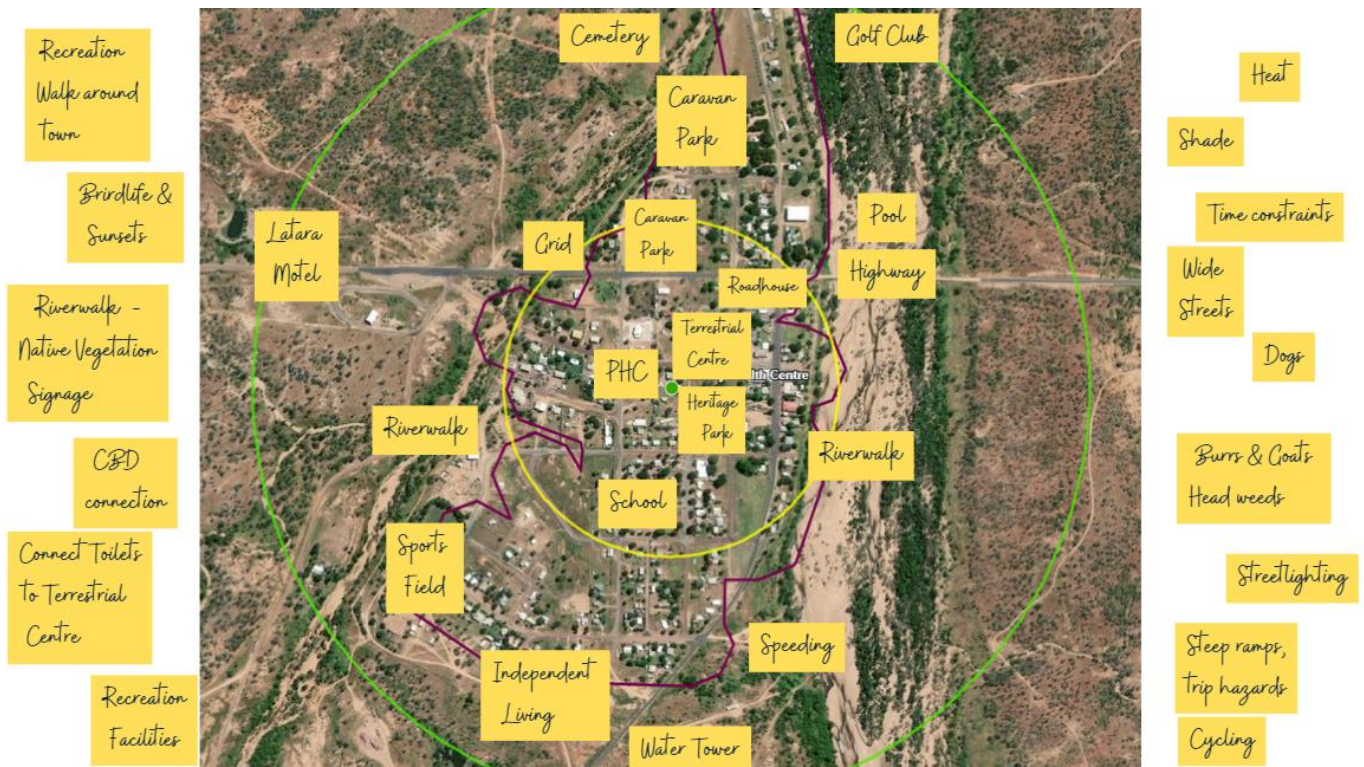 Recreation
Walk around
town
Brirdlife &
Sunsets
Riverwalk -
Native Vegetation
Signage
CBD
connection
Connect Toilets
to Terrestrial
Centre
Recreation
Facilities
Cemetery
Golf Club
Caravan
Park
Latara
Motel
Grid
Caravan
Park
Pool
Highway
Roadhouse
Terrestrial
Centre
PHC
lth Centre
Heritage
Park
Riverwalk
Riverwalk
School
Sports
Field
Independent
Living
Speeding
Water Tower
Heat
Shade
Time constraints
Wide
Streets
Dogs
Burrs & Goats
Head weeds
Streetlighting
Steep ramps,
trip hazards
Cycling